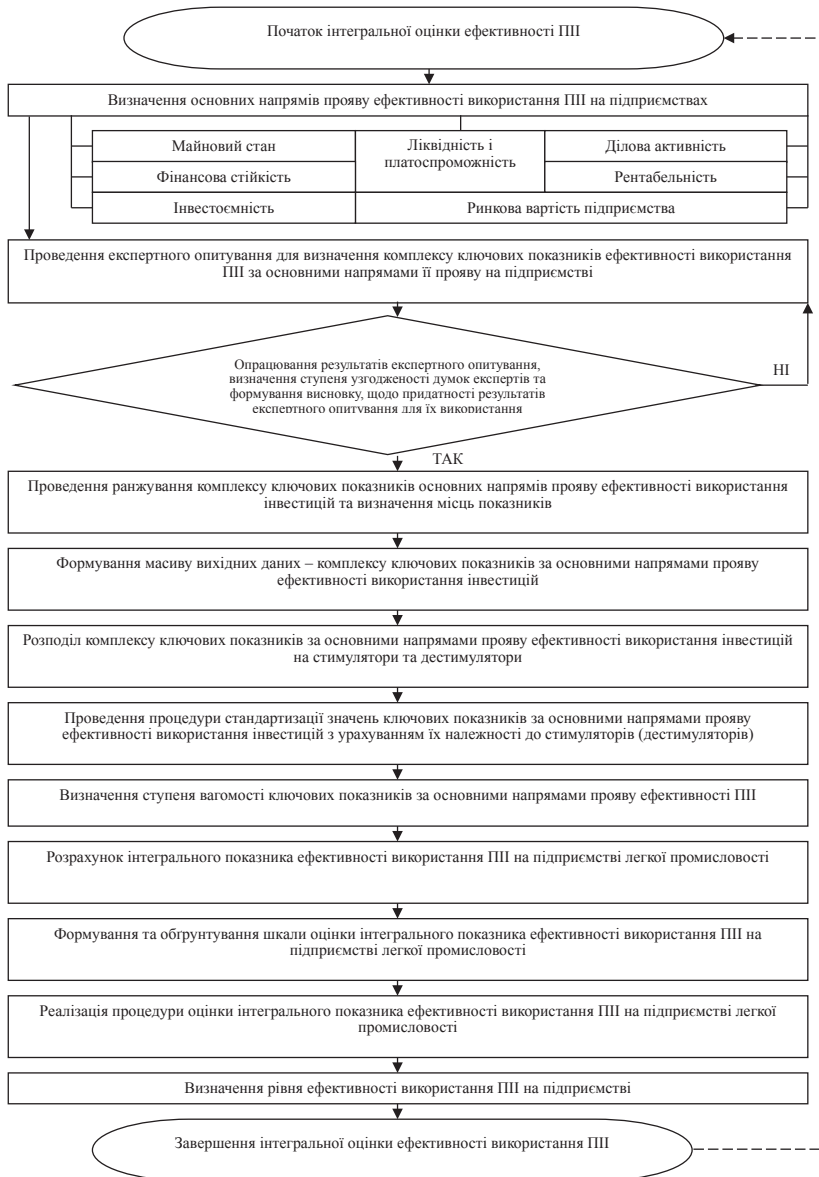 Початок інтегральної оцінки ефективності ПІІ
Визначення основних напрямів прояву ефективності використання ПІІ на підприємствах
Майновий стан
Ліквідність і
платоспроможність
Ділова активність
Фінансова стійкість
Рентабельність
Інвестоємність
Ринкова вартість підприємства
Проведення експертного опитування для визначення комплексу ключових показників ефективності використання
ПІІ за основними напрямами її прояву на підприємстві
Опрацювання результатів експертного опитування,
визначення ступеня узгодженості думок експертів та
формування висновку, щодо придатності результатів
експертного опитування для їх використання
НІ
ТАК
Проведення ранжування комплексу ключових показників основних напрямів прояву ефективності використання
інвестицій та визначення місць показників
Формування масиву вихідних даних – комплексу ключових показників за основними напрямами прояву
ефективності використання інвестицій
Розподіл комплексу ключових показників за основними напрямами прояву ефективності використання інвестицій
на стимулятори та дестимулятори
Проведення процедури стандартизації значень ключових показників за основними напрямами прояву
ефективності використання інвестицій з урахуванням їх належності до стимуляторів (дестимуляторів)
Визначення ступеня вагомості ключових показників за основними напрямами прояву ефективності ПІІ
Розрахунок інтегрального показника ефективності використання ПІІ на підприємстві легкої промисловості
Формування та обґрунтування шкали оцінки інтегрального показника ефективності використання ПІІ на
підприємстві легкої промисловості
Реалізація процедури оцінки інтегрального показника ефективності використання ПІІ на підприємстві легкої
промисловості
Визначення рівня ефективності використання ПІІ на підприємстві
Завершення інтегральної оцінки ефективності використання ПІІ